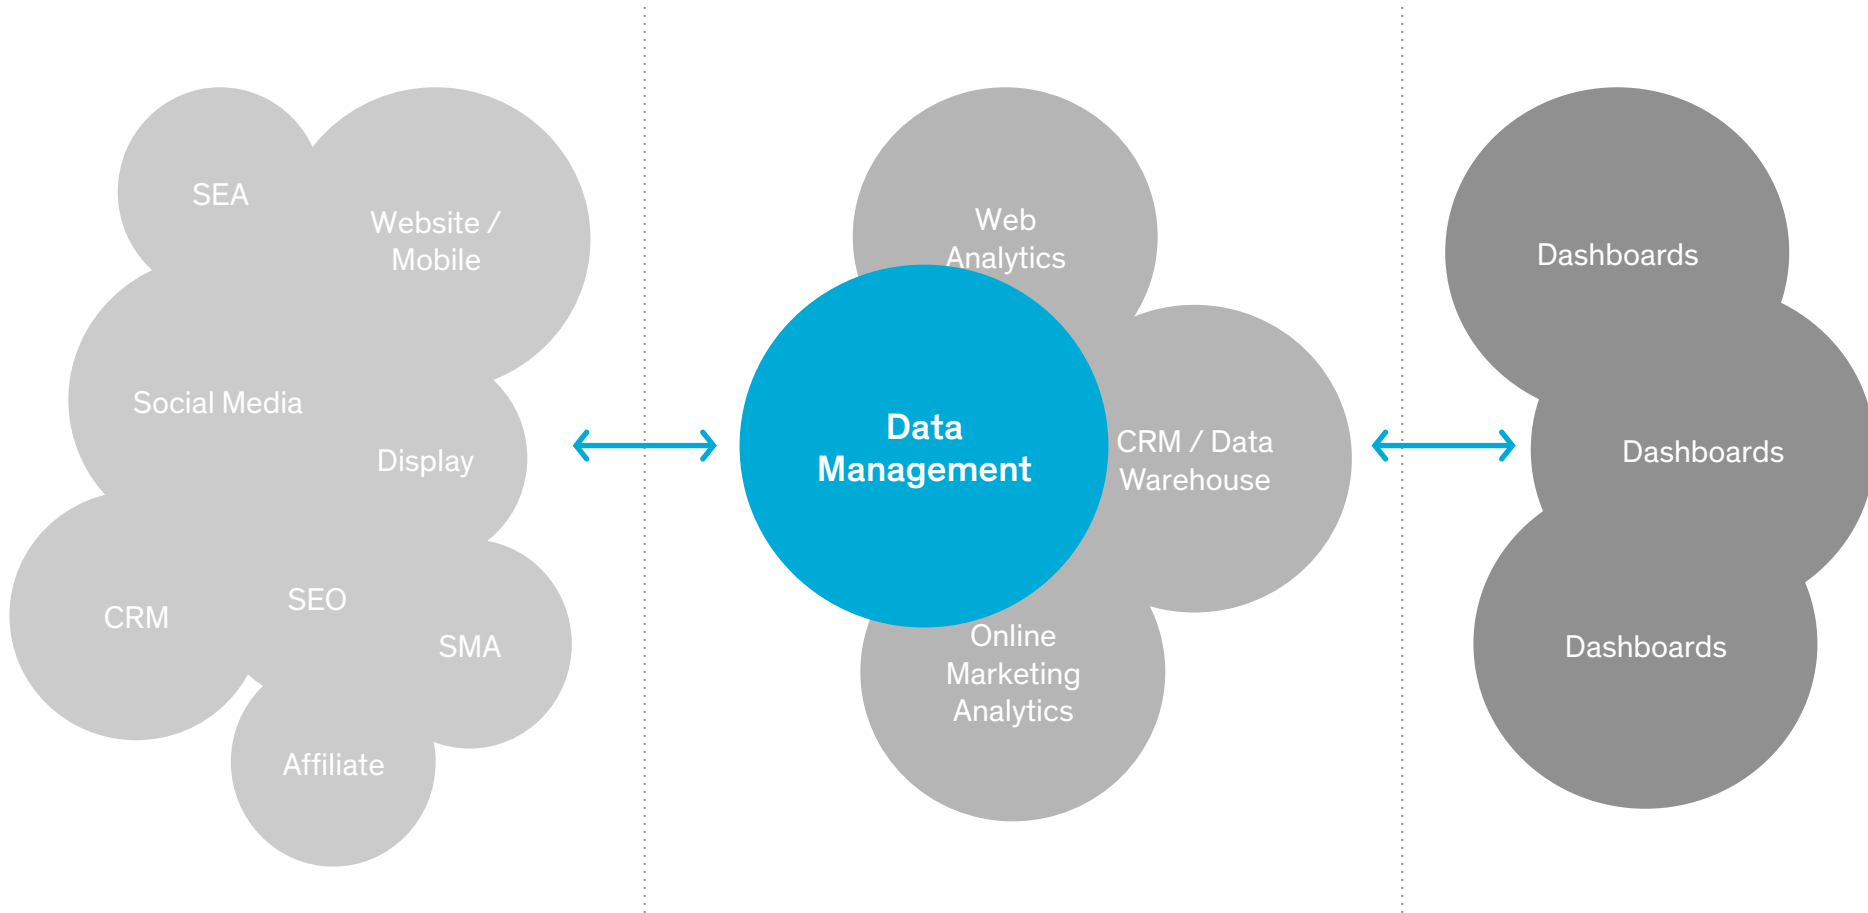 SEA
Website /
Mobile
Social Media
Display
CRM
SEO
SMA
Affiliate
Web
Analytics
Data
Management
CRM / Data
Warehouse
Online
Marketing
Analytics
Dashboards
Dashboards
Dashboards